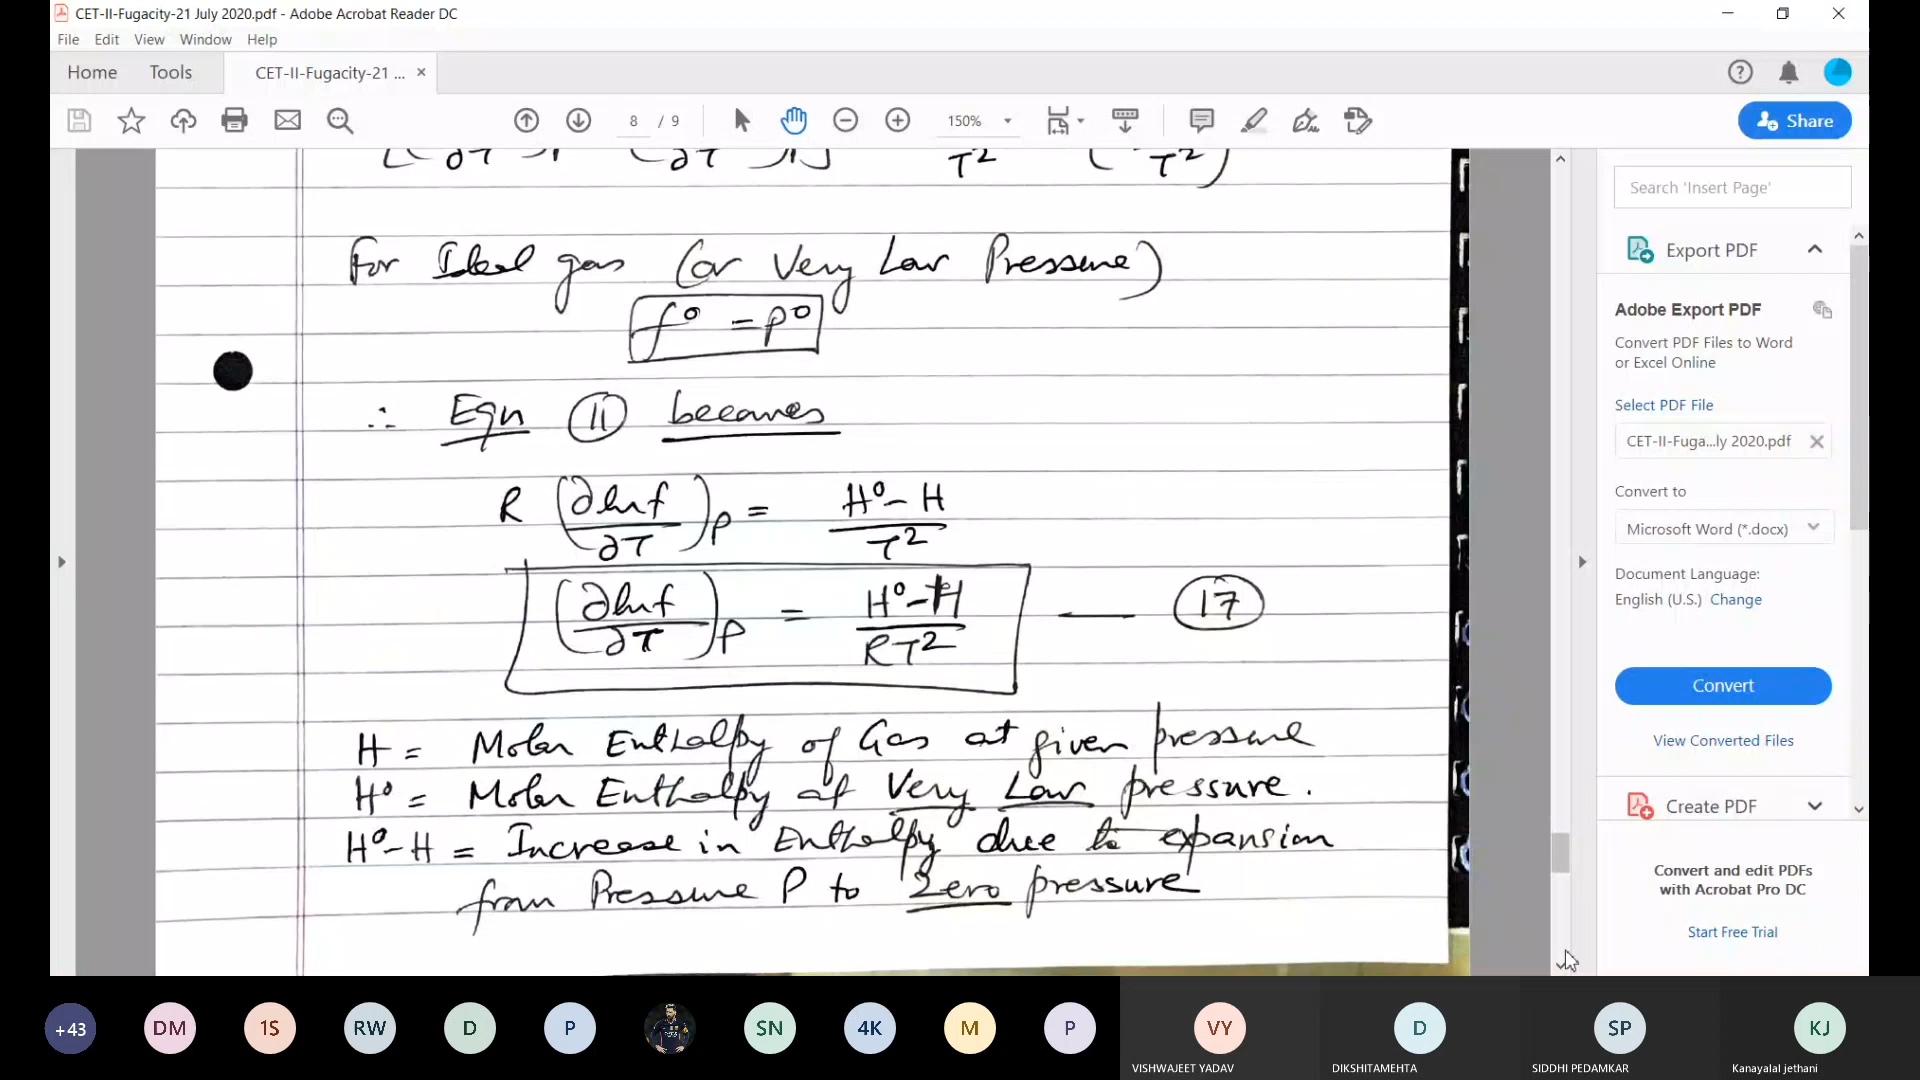 CET-II-Fugacity-21 July 2020.pdf - Adobe Acrobat Reader DC
File Edit View Window Help
Home Tools CET-II-Fugacity-21 ... ×
8 / 9 150% Share
For Ideal gas (or Very Low Pressure)
f⁰ = P⁰
∴ Eqn ⑪ becomes
R (∂lnf/∂T)P = H⁰-H/T²
(∂lnf/∂T)P = H⁰-H/RT² — ⑰
H = Molar Enthalpy of Gas at given pressure
H⁰ = Molar Enthalpy at Very Low pressure.
H⁰-H = Increase in Enthalpy due to expansion
from Pressure P to Zero pressure
Search 'Insert Page'
Export PDF
Adobe Export PDF
Convert PDF Files to Word
or Excel Online
Select PDF File
CET-II-Fuga...ly 2020.pdf
Convert to
Microsoft Word (*.docx)
Document Language:
English (U.S.) Change
Convert
View Converted Files
Create PDF
Convert and edit PDFs
with Acrobat Pro DC
Start Free Trial
+43 DM 1S RW D P SN 4K M P VY D SP KJ
VISHWAJEET YADAV DIKSHITAMEHTA SIDDHI PEDAMKAR Kanayalal jethani